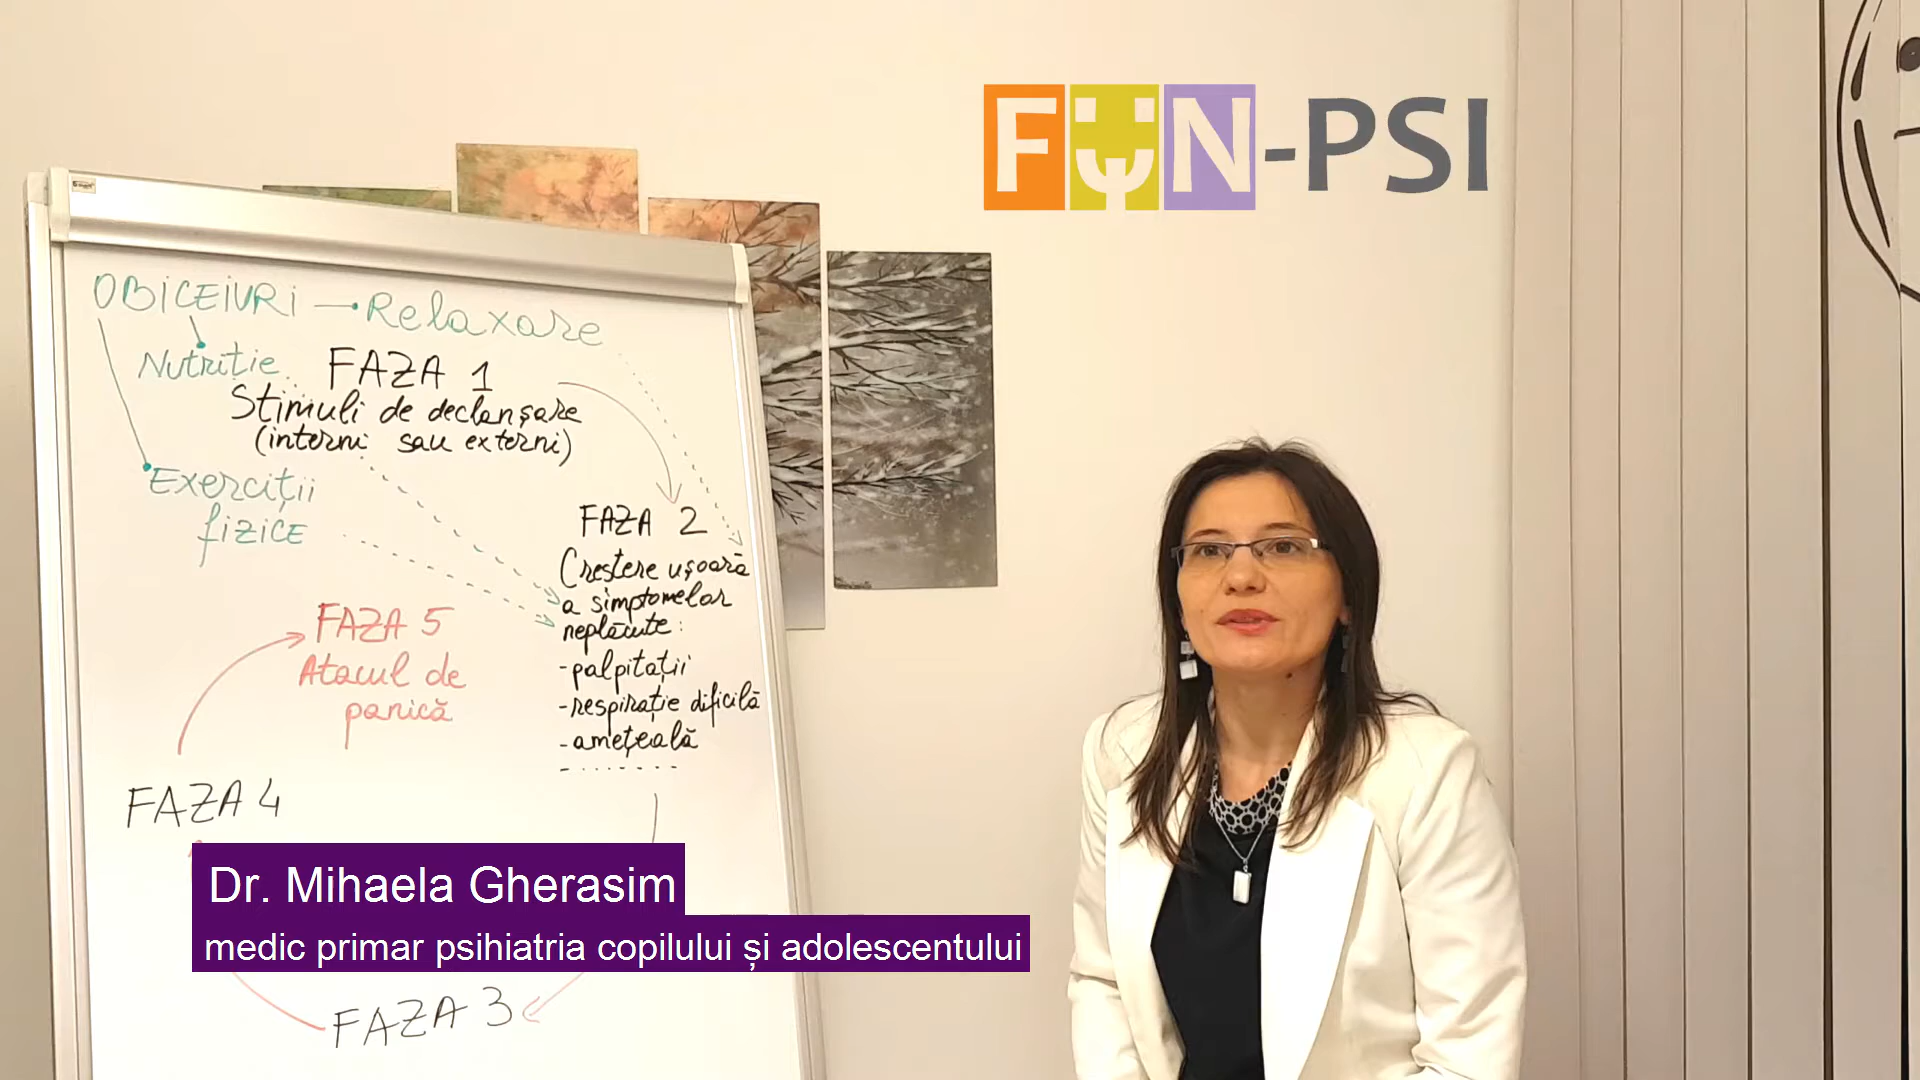 FUN-PSI
OBICEIURI → Relaxare
Nutriție
FAZA 1
Stimuli de declanșare
(interni sau externi)
Exerciții
fizice
FAZA 2
Creștere ușoară
a simptomelor
neplăcute:
-palpitații
-respirație dificilă
-amețeală
FAZA 5
Atacul de
panică
FAZA 4
FAZA 3
Dr. Mihaela Gherasim
medic primar psihiatria copilului și adolescentului